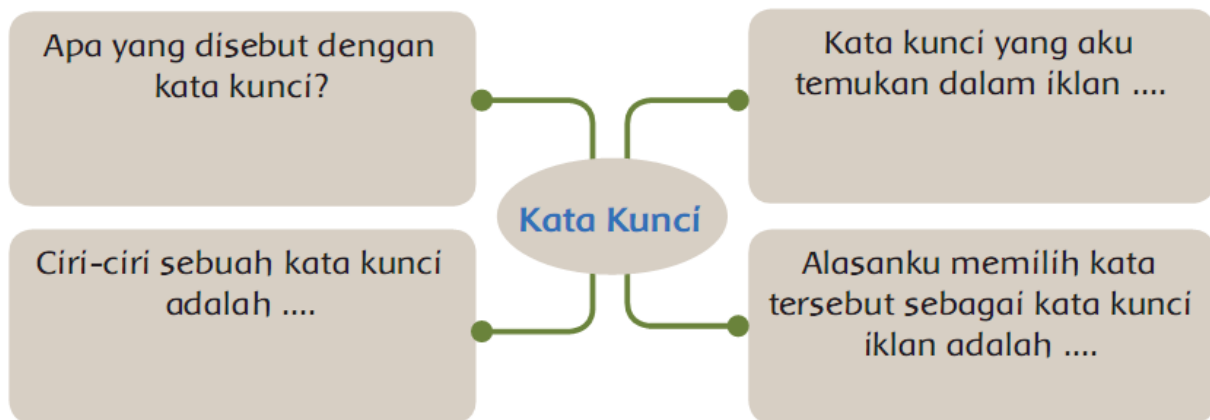 Apa yang disebut dengan
kata kunci?
Kata kunci yang aku
temukan dalam iklan ....
Kata Kunci
Ciri-ciri sebuah kata kunci
adalah ....
Alasanku memilih kata
tersebut sebagai kata kunci
iklan adalah ....